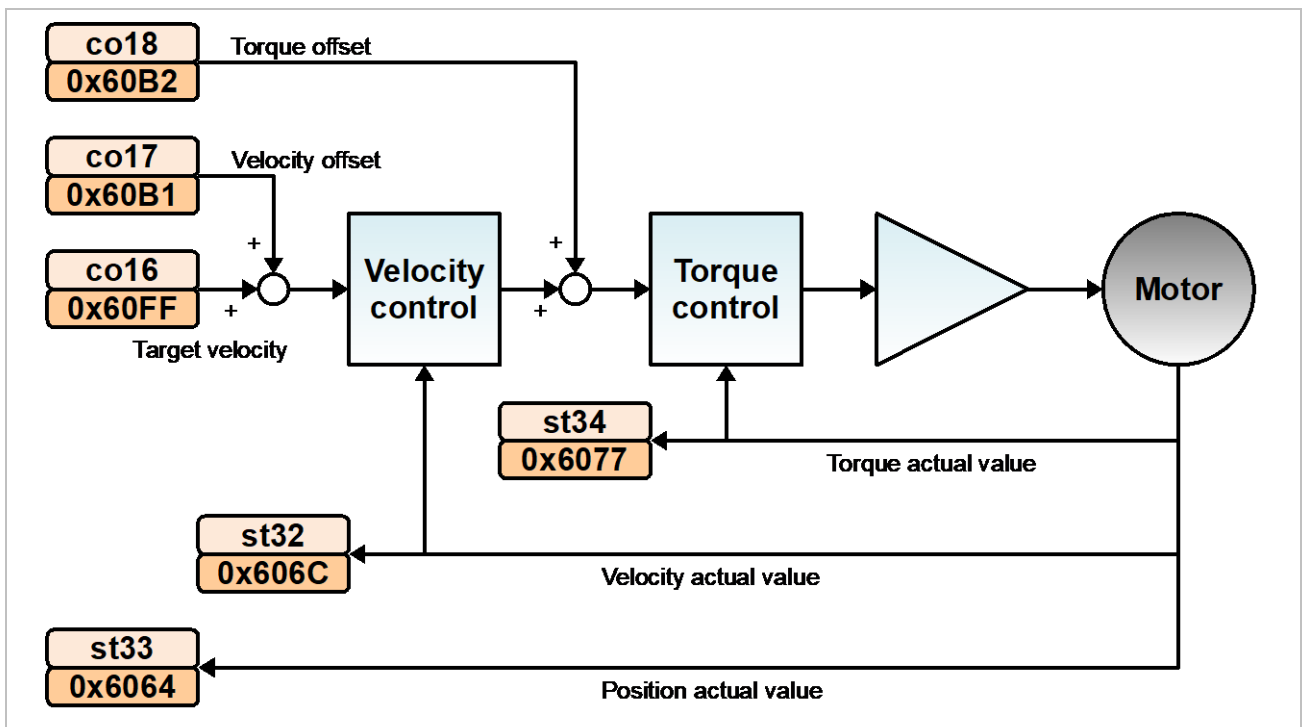 co18
0x60B2
Torque offset
co17
0x60B1
Velocity offset
co16
0x60FF
Target velocity
+
+
Velocity
control
+
+
Torque
control
Motor
st34
0x6077
Torque actual value
st32
0x606C
Velocity actual value
st33
0x6064
Position actual value